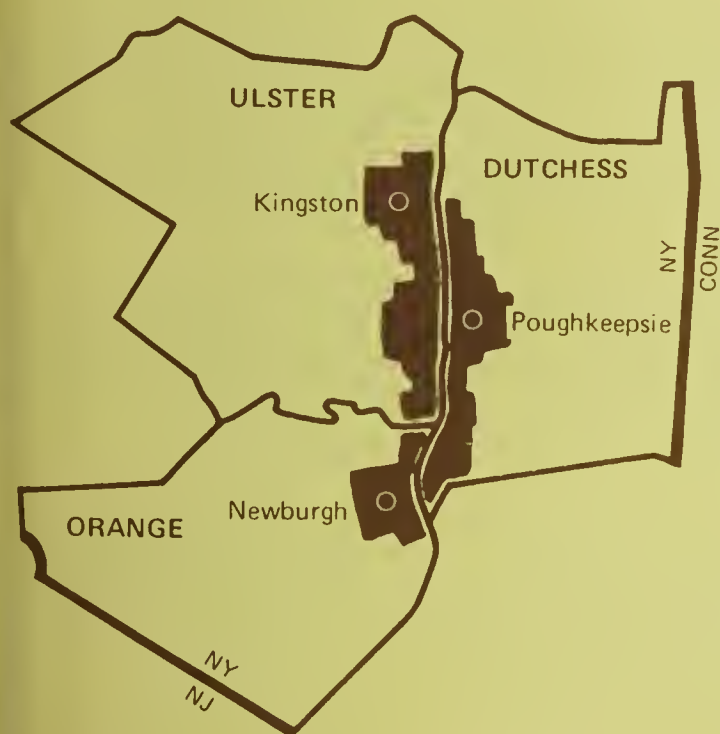 ULSTER
DUTCHESS
Kingston
NY
CONN
Poughkeepsie
Newburgh
ORANGE
NY
NJ